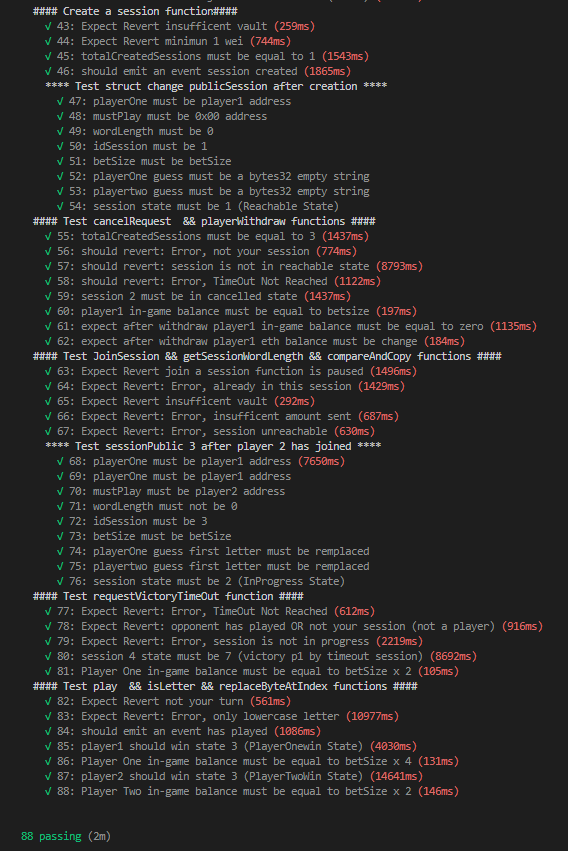 #### Create a session function####
√ 43: Expect Revert insufficent vault (259ms)
√ 44: Expect Revert minimun 1 wei (744ms)
√ 45: totalCreatedSessions must be equal to 1 (1543ms)
√ 46: should emit an event session created (1865ms)
**** Test struct change publicSession after creation ****
√ 47: playerOne must be player1 address
√ 48: mustPlay must be 0x00 address
√ 49: wordLength must be 0
√ 50: idSession must be 1
√ 51: betSize must be betSize
√ 52: playerOne guess must be a bytes32 empty string
√ 53: playertwo guess must be a bytes32 empty string
√ 54: session state must be 1 (Reachable State)
#### Test cancelRequest  && playerWithdraw functions ####
√ 55: totalCreatedSessions must be equal to 3 (1437ms)
√ 56: should revert: Error, not your session (774ms)
√ 57: should revert: session is not in reachable state (8793ms)
√ 58: should revert: Error, TimeOut Not Reached (1122ms)
√ 59: session 2 must be in cancelled state (1437ms)
√ 60: player1 in-game balance must be equal to betsize (197ms)
√ 61: expect after withdraw player1 in-game balance must be equal to zero (1135ms)
√ 62: expect after withdraw player1 eth balance must be change (184ms)
#### Test JoinSession && getSessionWordLength && compareAndCopy functions ####
√ 63: Expect Revert join a session function is paused (1496ms)
√ 64: Expect Revert: Error, already in this session (1429ms)
√ 65: Expect Revert insufficent vault (292ms)
√ 66: Expect Revert: Error, insufficent amount sent (687ms)
√ 67: Expect Revert: Error, session unreachable (630ms)
**** Test sessionPublic 3 after player 2 has joined ****
√ 68: playerOne must be player1 address (7650ms)
√ 69: playerOne must be player1 address
√ 70: mustPlay must be player2 address
√ 71: wordLength must not be 0
√ 72: idSession must be 3
√ 73: betSize must be betSize
√ 74: playerOne guess first letter must be remplaced
√ 75: playertwo guess first letter must be remplaced
√ 76: session state must be 2 (InProgress State)
#### Test requestVictoryTimeOut function ####
√ 77: Expect Revert: Error, TimeOut Not Reached (612ms)
√ 78: Expect Revert: opponent has played OR not your session (not a player) (916ms)
√ 79: Expect Revert: Error, session is not in progress (2219ms)
√ 80: session 4 state must be 7 (victory p1 by timeout session) (8692ms)
√ 81: Player One in-game balance must be equal to betSize x 2 (105ms)
#### Test play  && isLetter && replaceByteAtIndex functions ####
√ 82: Expect Revert not your turn (561ms)
√ 83: Expect Revert: Error, only lowercase letter (10977ms)
√ 84: should emit an event has played (1086ms)
√ 85: player1 should win state 3 (PlayerOnewin State) (4030ms)
√ 86: Player One in-game balance must be equal to betSize x 4 (131ms)
√ 87: player2 should win state 3 (PlayerTwoWin State) (14641ms)
√ 88: Player Two in-game balance must be equal to betSize x 2 (146ms)
88 passing (2m)